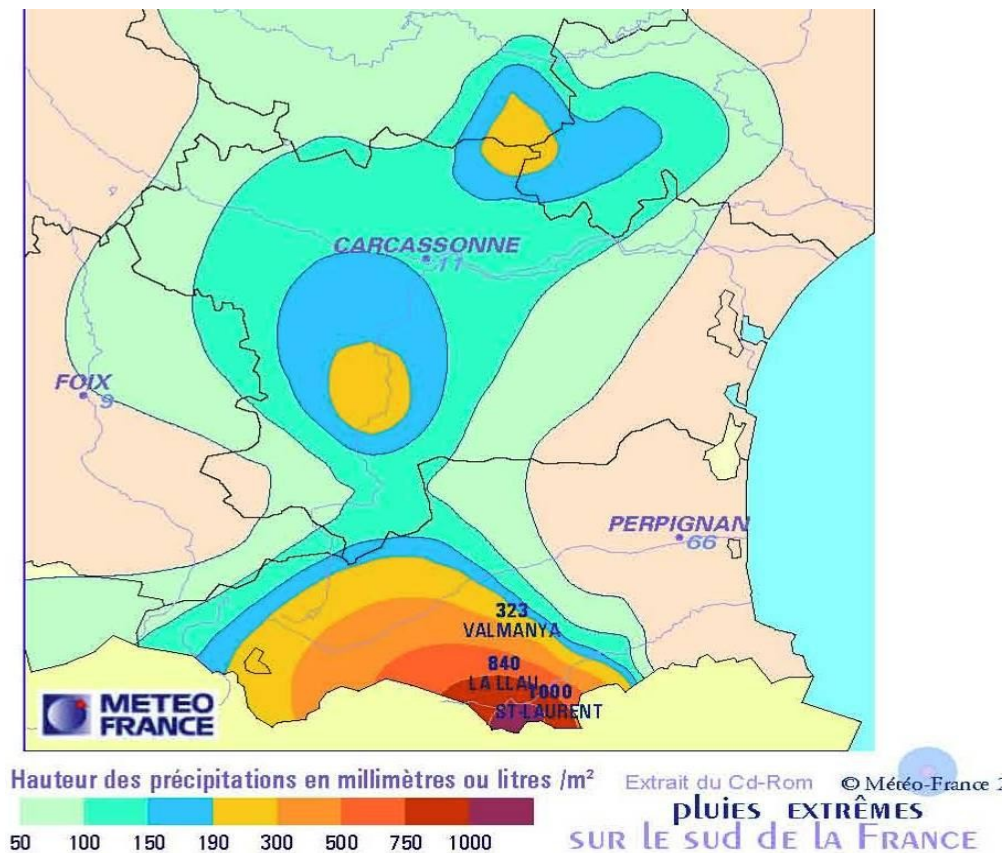 CARCASSONNE
11
FOIX
9
PERPIGNAN
66
323
VALMANYA
840
LA LLAU
1000
ST-LAURENT
METEO
FRANCE
Hauteur des précipitations en millimètres ou litres /m²
50 100 150 190 300 500 750 1000
Extrait du Cd-Rom © Météo-France 2
pluies EXTRÊMES
SUR LE SUD DE LA FRANCE